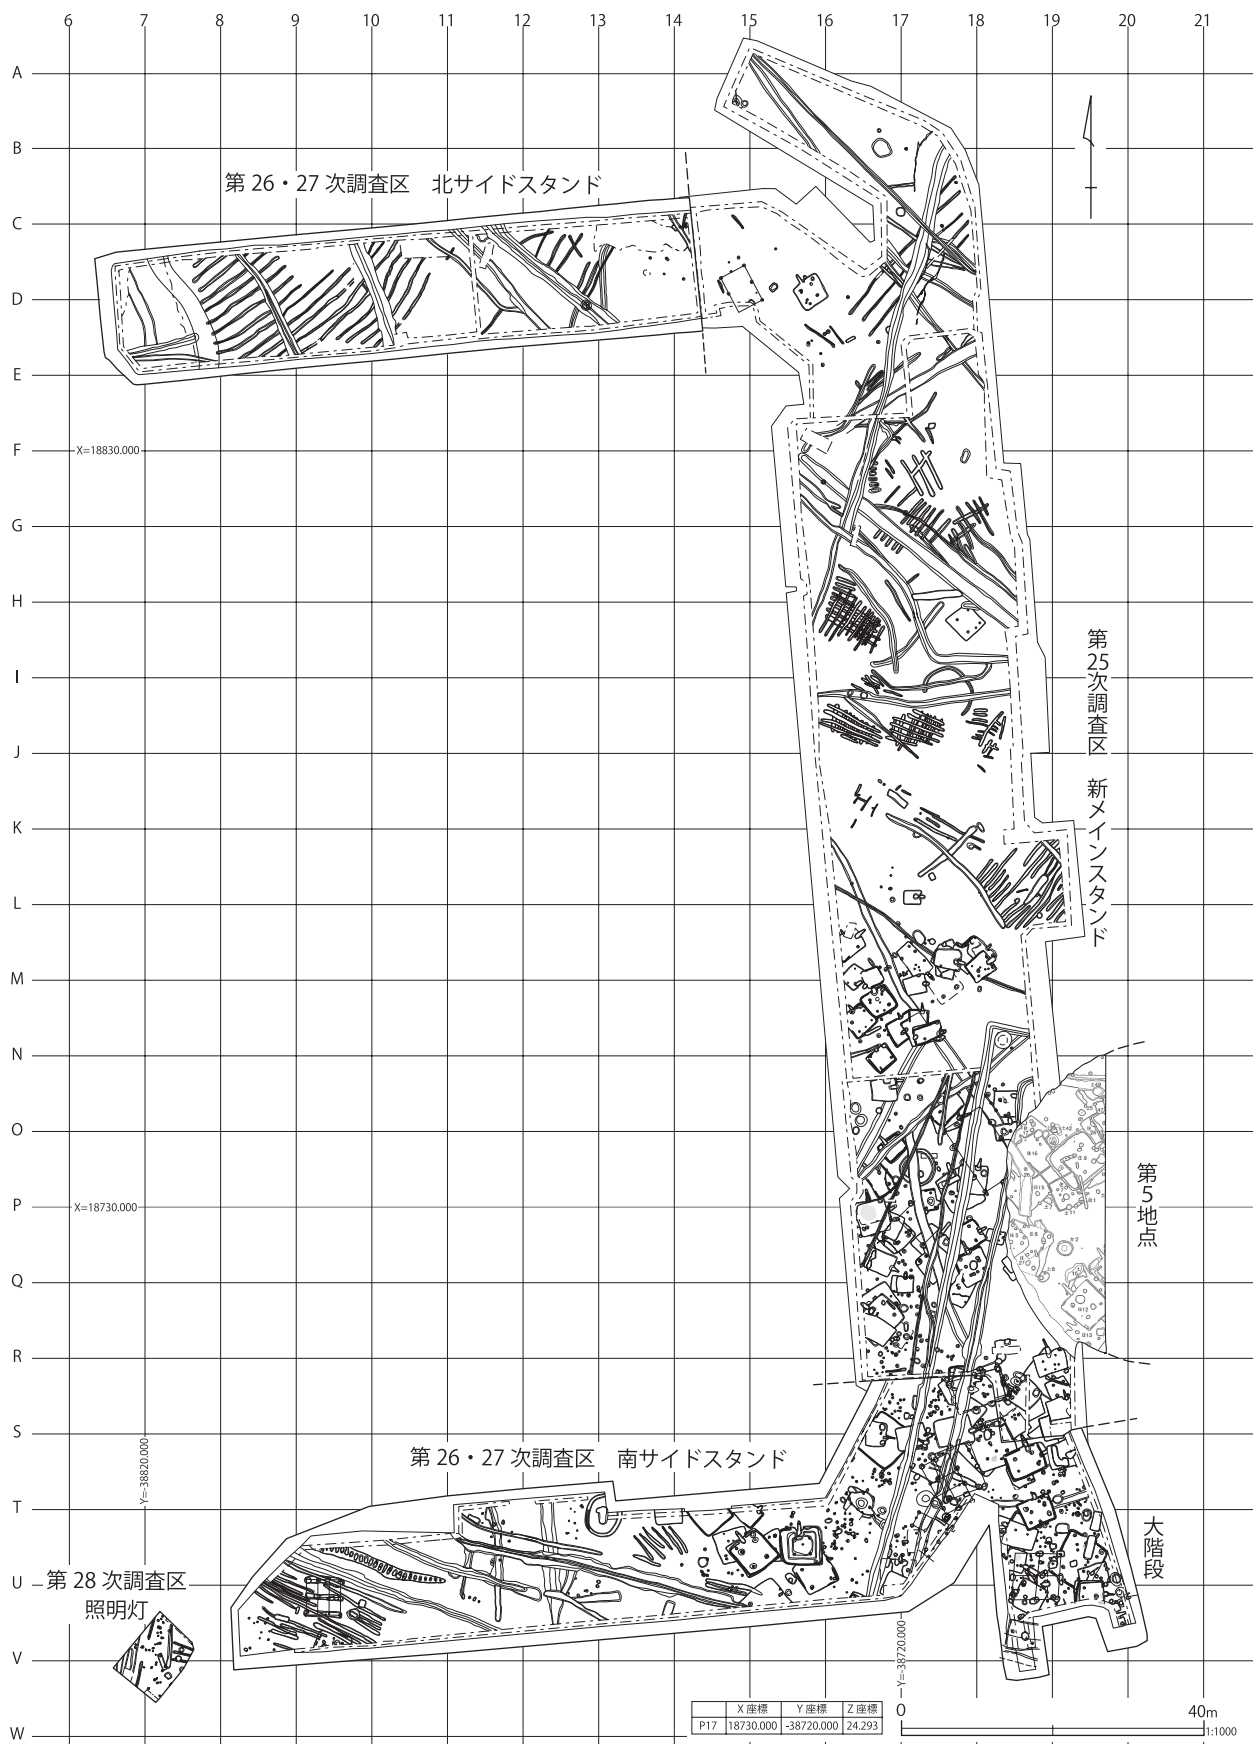 6 7 8 9 10 11 12 13 14 15 16 17 18 19 20 21
A
B
C
D
E
F
G
H
I
J
K
L
M
N
O
P
Q
R
S
T
U
V
W
第 26・27 次調査区　北サイドスタンド
X=18830.000
第25次調査区　新メインスタンド
第5地点
X=18730.000
Y=-38820.000
第 26・27 次調査区　南サイドスタンド
大階段
第 28 次調査区
照明灯
Y=-38720.000
X 座標 Y 座標 Z 座標
P17 18730.000 -38720.000 24.293
0 40m
1:1000